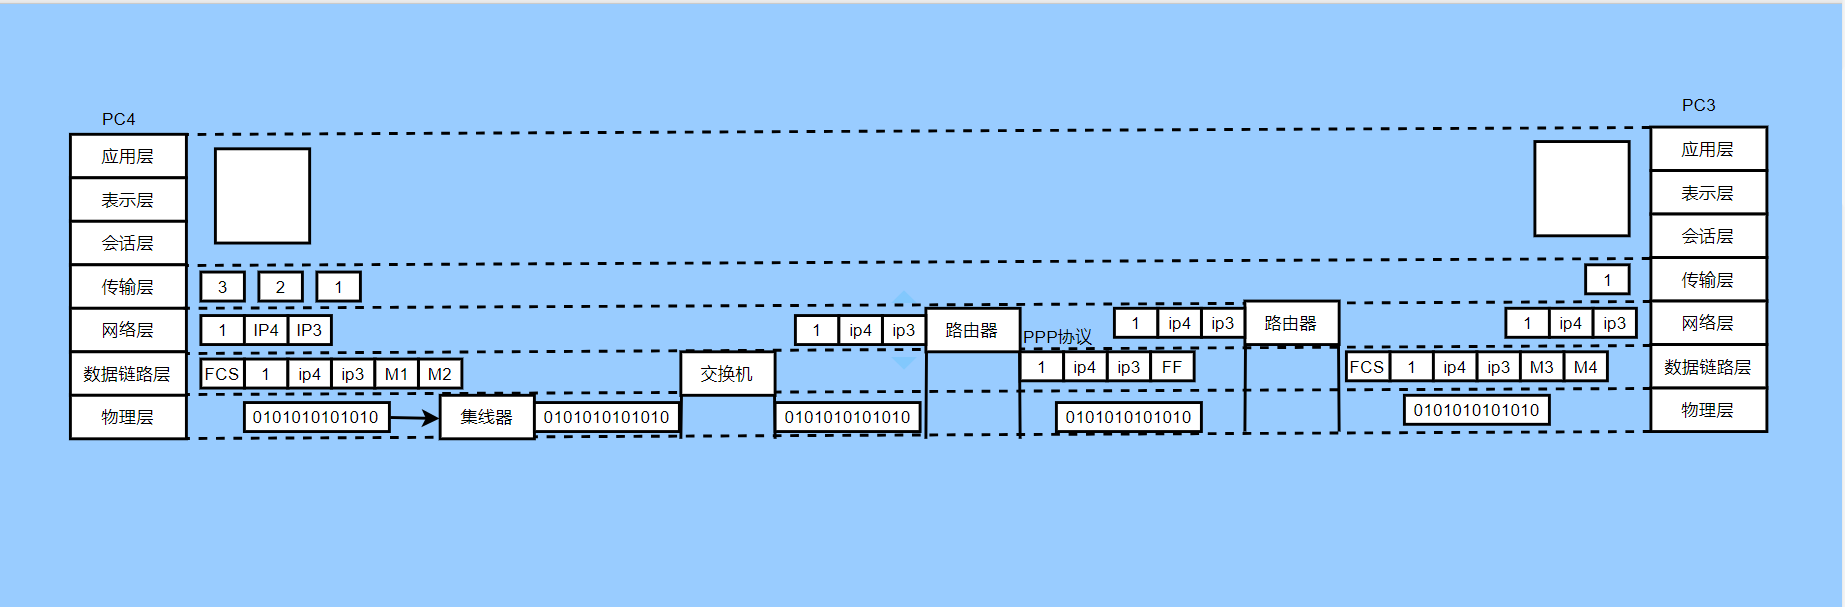 PC4
PC3
应用层
应用层
表示层
表示层
会话层
会话层
传输层 3 2 1
1 传输层
网络层 1 IP4 IP3
1 ip4 ip3 路由器
PPP协议
1 ip4 ip3 路由器
1 ip4 ip3 网络层
数据链路层 FCS 1 ip4 ip3 M1 M2
交换机
1 ip4 ip3 FF
FCS 1 ip4 ip3 M3 M4 数据链路层
物理层 0101010101010 集线器 0101010101010
0101010101010
0101010101010
0101010101010 物理层